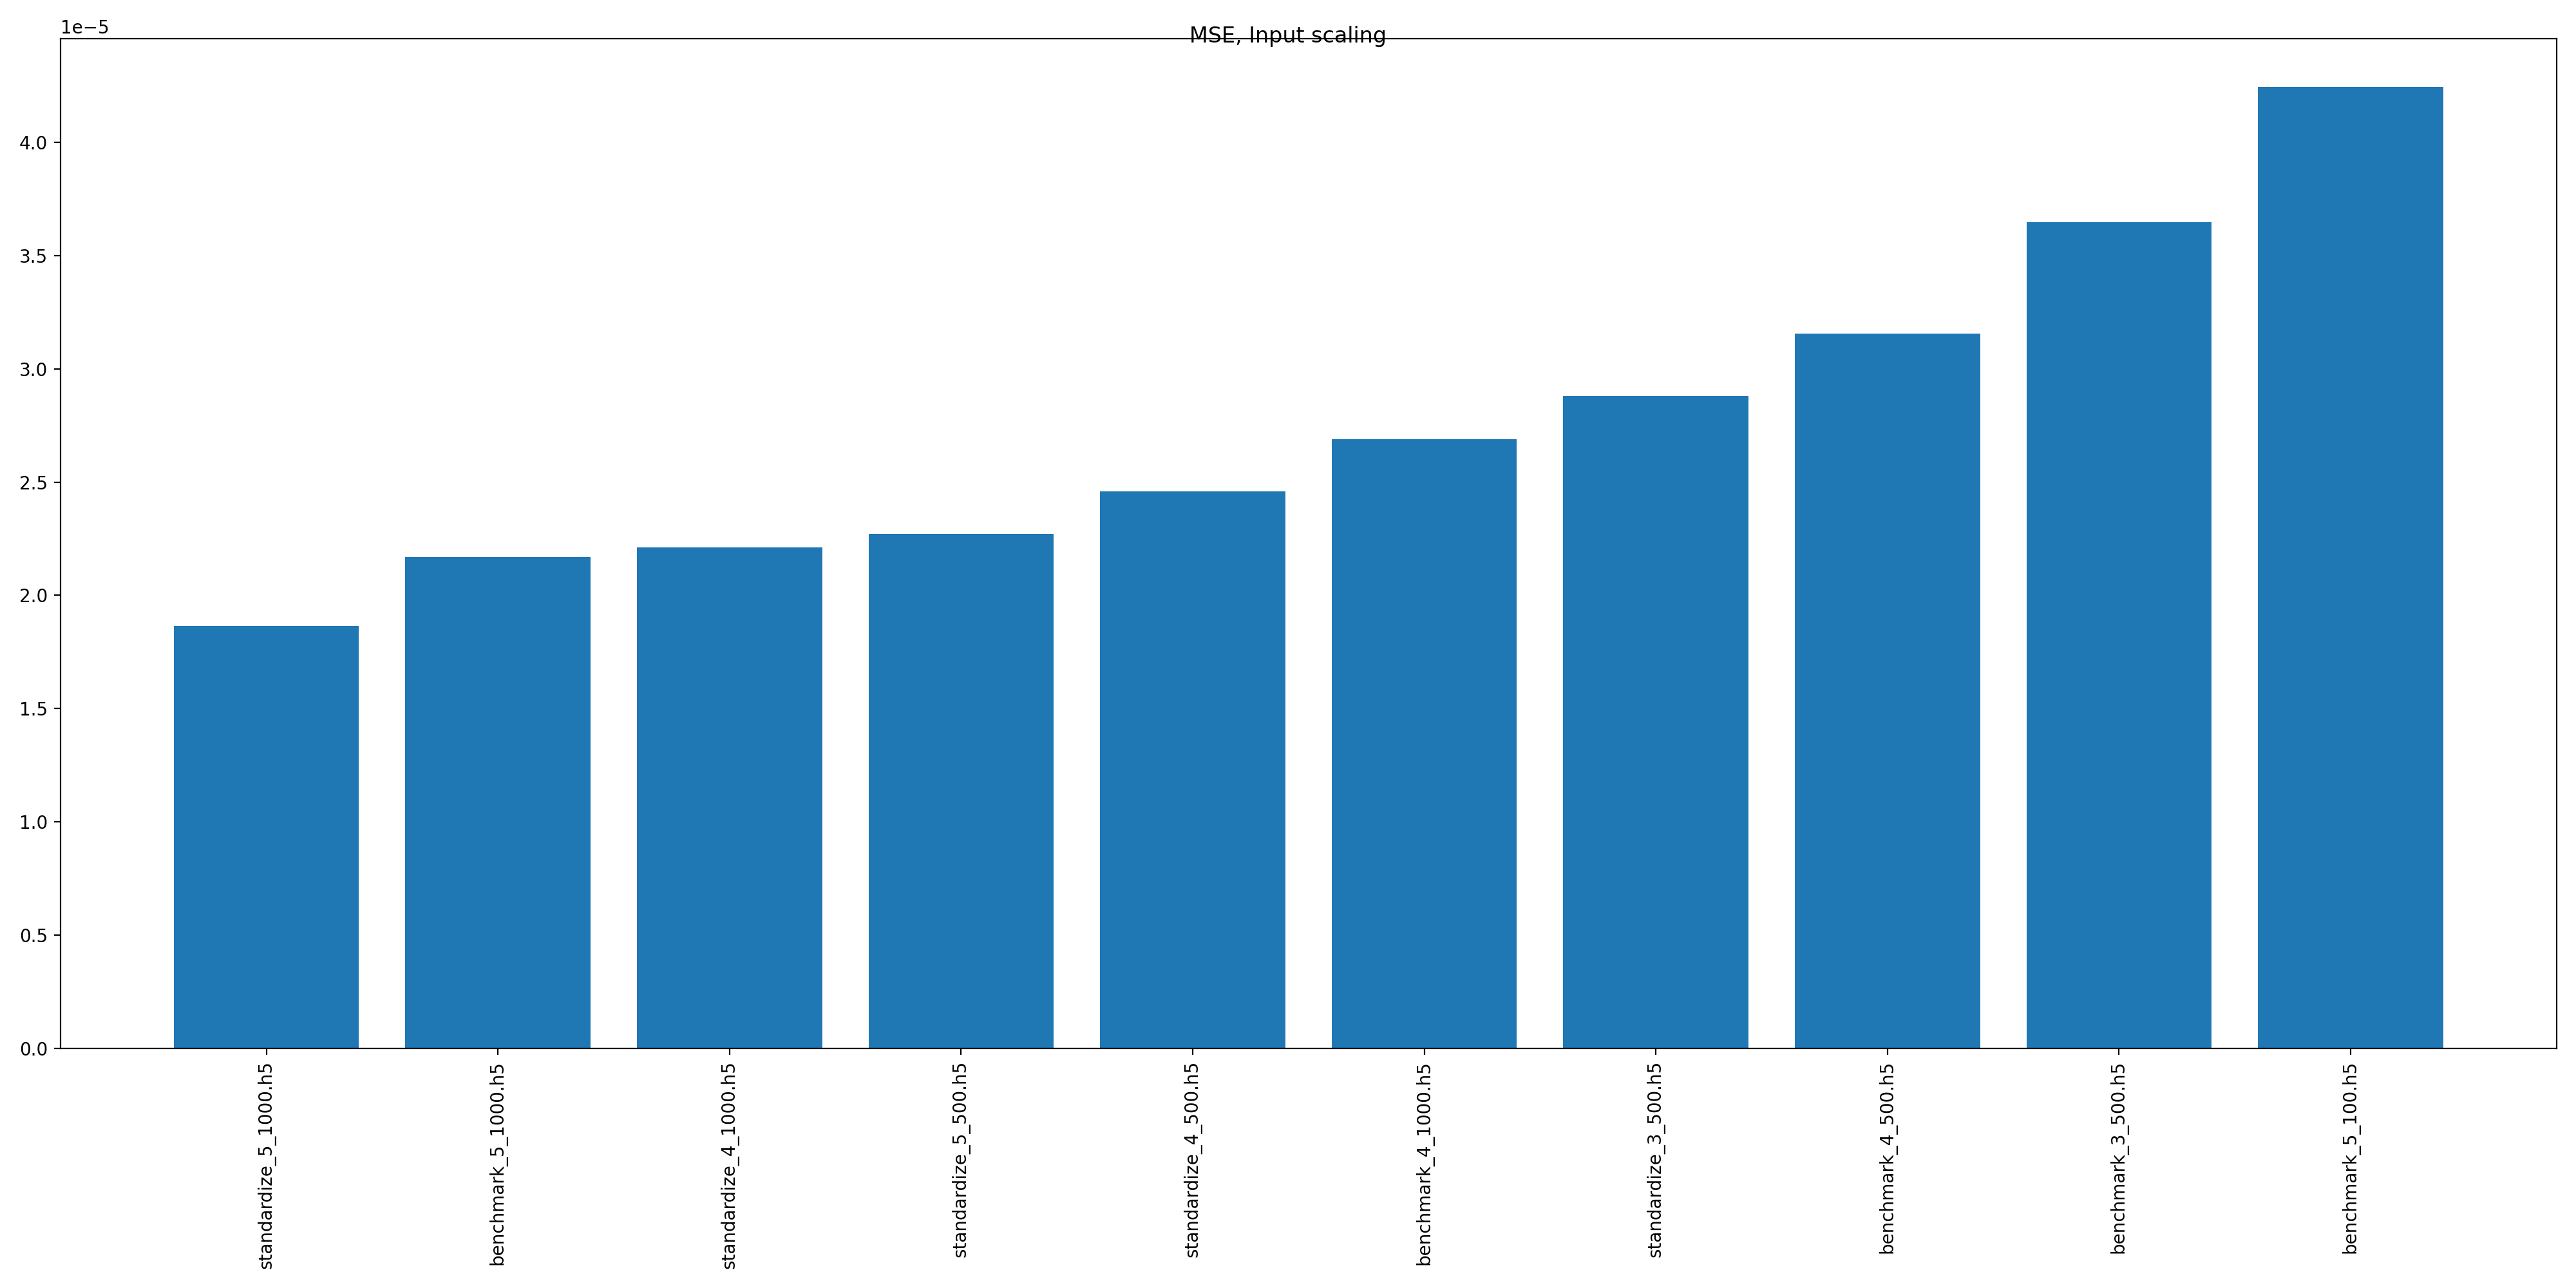 MSE, Input scaling
1e−5
4.0
3.5
3.0
2.5
2.0
1.5
1.0
0.5
0.0
standardize_5_1000.h5
benchmark_5_1000.h5
standardize_4_1000.h5
standardize_5_500.h5
standardize_4_500.h5
benchmark_4_1000.h5
standardize_3_500.h5
benchmark_4_500.h5
benchmark_3_500.h5
benchmark_5_100.h5